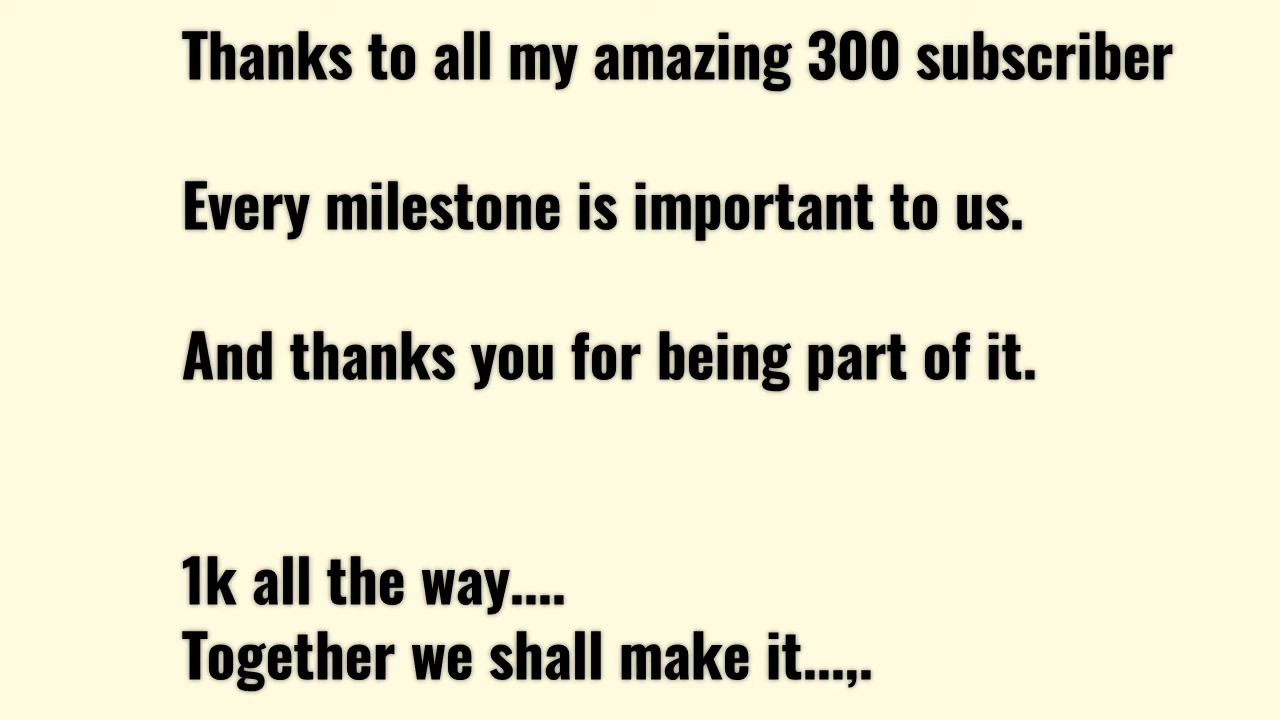 Thanks to all my amazing 300 subscriber
Every milestone is important to us.
And thanks you for being part of it.
1k all the way....
Together we shall make it...,.